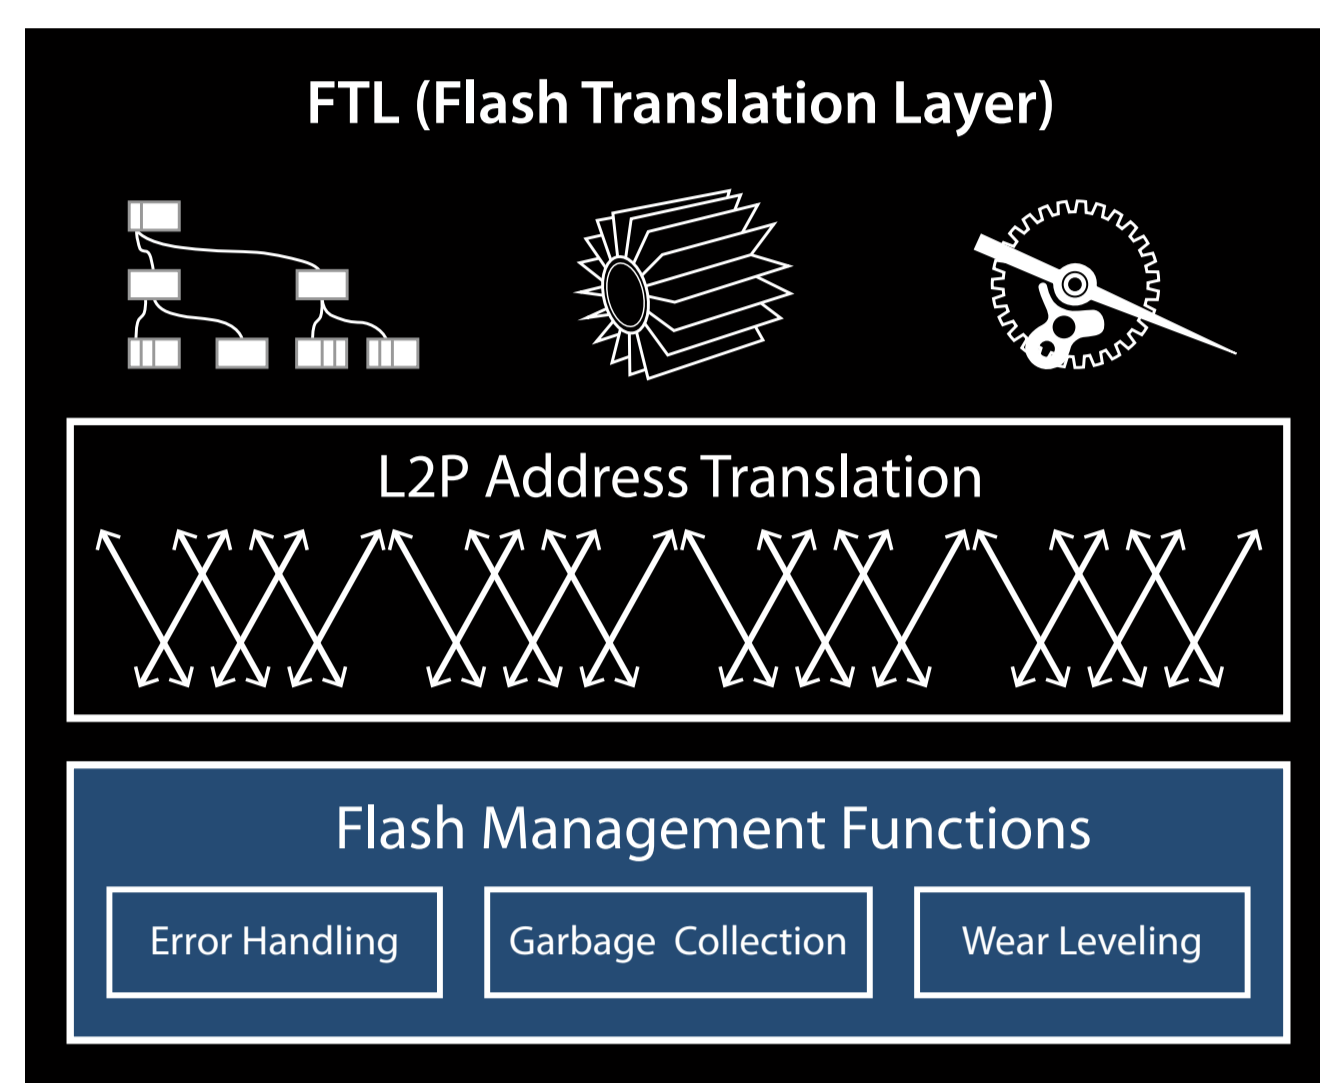 FTL (Flash Translation Layer)
L2P Address Translation
Flash Management Functions
Error Handling
Garbage Collection
Wear Leveling